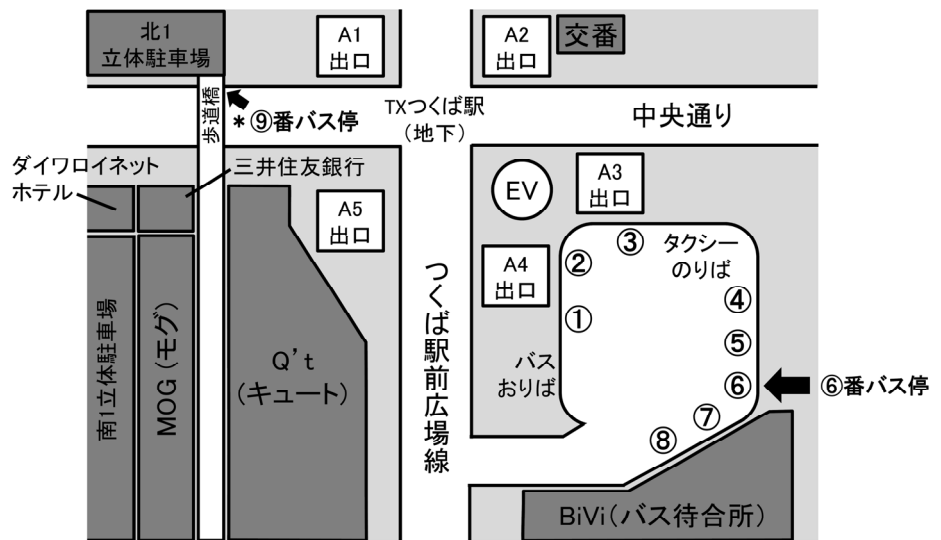 北1
立体駐車場
A1
出口
A2
出口
交番
歩道橋
*⑨番バス停
TXつくば駅
(地下)
中央通り
ダイワロイネット
ホテル
三井住友銀行
A5
出口
EV
A3
出口
A4
出口
①
②
③
タクシー
のりば
④
⑤
⑥
⑦
⑧
⑥番バス停
バス
おりば
つくば駅前広場線
南1立体駐車場
MOG(モグ)
Q't
(キュート)
BiVi(バス待合所)